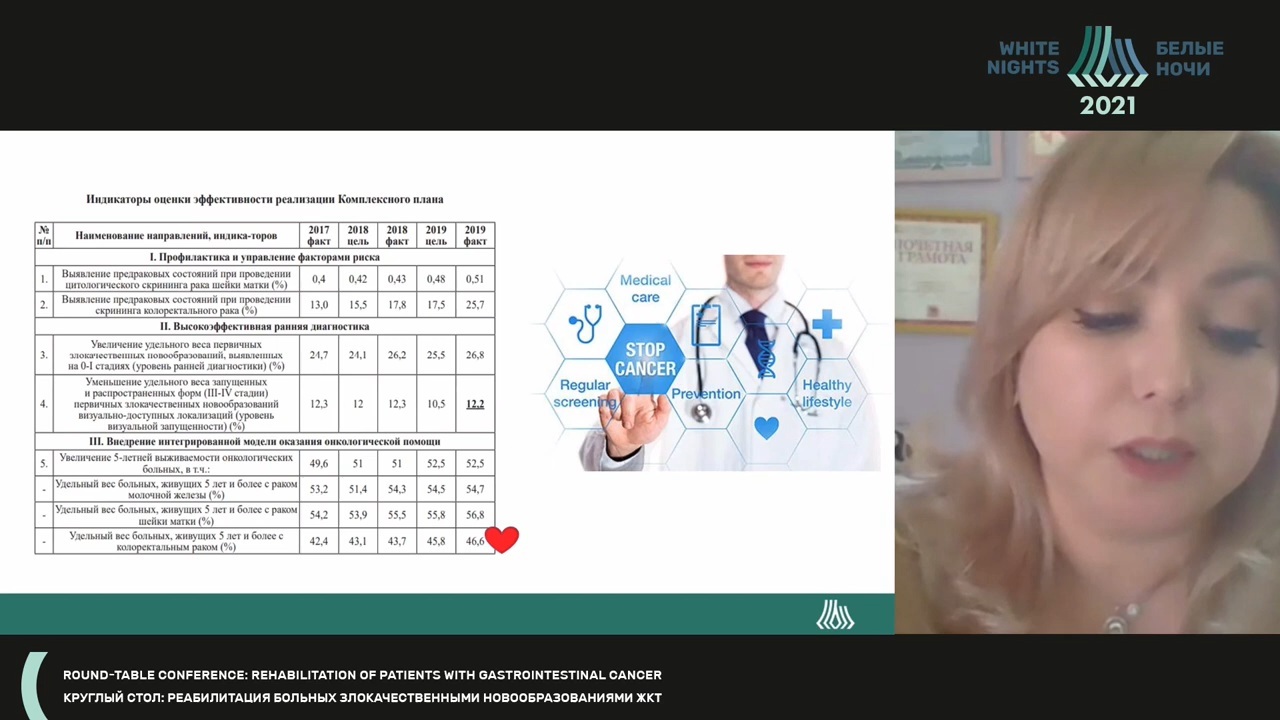 WHITE
NIGHTS
БЕЛЫЕ
НОЧИ
2021
Индикаторы оценки эффективности реализации Комплексного плана
№ п/п Наименование направлений, индика-торов 2017 факт 2018 цель 2018 факт 2019 цель 2019 факт
I. Профилактика и управление факторами риска
1. Выявление предраковых состояний при проведении
цитологического скрининга рака шейки матки (%) 0,4 0,42 0,43 0,48 0,51
2. Выявление предраковых состояний при проведении
скрининга колоректального рака (%) 13,0 15,5 17,8 17,5 25,7
II. Высокоэффективная ранняя диагностика
3. Увеличение удельного веса первичных
злокачественных новообразований, выявленных
на 0-I стадиях (уровень ранней диагностики) (%) 24,7 24,1 26,2 25,5 26,8
4. Уменьшение удельного веса запущенных
и распространенных форм (III-IV стадии)
первичных злокачественных новообразований
визуально-доступных локализаций (уровень
визуальной запущенности) (%) 12,3 12 12,3 10,5 12,2
III. Внедрение интегрированной модели оказания онкологической помощи
5. Увеличение 5-летней выживаемости онкологических
больных, в т.ч.: 49,6 51 51 52,5 52,5
- Удельный вес больных, живущих 5 лет и более с раком
молочной железы (%) 53,2 51,4 54,3 54,5 54,7
- Удельный вес больных, живущих 5 лет и более с раком
шейки матки (%) 54,2 53,9 55,5 55,8 56,8
- Удельный вес больных, живущих 5 лет и более с
колоректальным раком (%) 42,4 43,1 43,7 45,8 46,6
Medical
care
STOP
CANCER
Regular
screening
Prevention
Healthy
lifestyle
ПОЧЕТНАЯ
ГРАМОТА
ROUND-TABLE CONFERENCE: REHABILITATION OF PATIENTS WITH GASTROINTESTINAL CANCER
КРУГЛЫЙ СТОЛ: РЕАБИЛИТАЦИЯ БОЛЬНЫХ ЗЛОКАЧЕСТВЕННЫМИ НОВООБРАЗОВАНИЯМИ ЖКТ